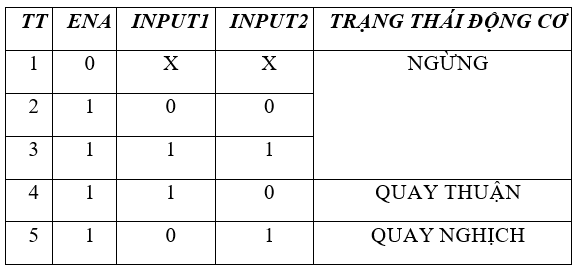 TT ENA INPUT1 INPUT2 TRẠNG THÁI ĐỘNG CƠ
1 0 X X NGỪNG
2 1 0 0
3 1 1 1
4 1 1 0 QUAY THUẬN
5 1 0 1 QUAY NGHỊCH